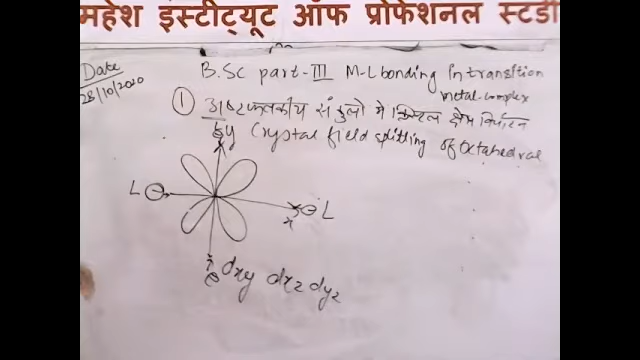 महेश इंस्टीट्यूट ऑफ प्रोफेशनल स्टडी
Date
28/10/2020
B.Sc part-III M-L bonding In transition
metal-complex
① अष्टफलकीय संकुलो में क्रिस्टल क्षेत्र विपाटन
by Crystal field splitting of octahedral
L
L
x
dxy dxz dyz